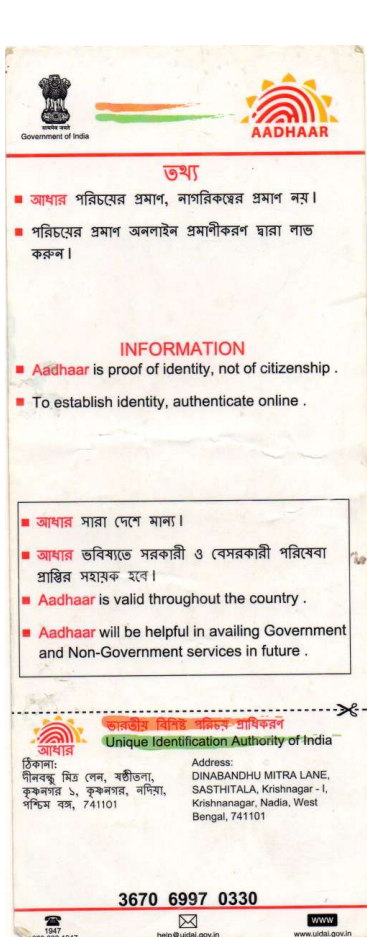 सत्यमेव जयते
Government of India
AADHAAR
তথ্য
আধার পরিচয়ের প্রমাণ, নাগরিকত্বের প্রমাণ নয়।
পরিচয়ের প্রমাণ অনলাইন প্রমাণীকরণ দ্বারা লাভ
করুন।
INFORMATION
Aadhaar is proof of identity, not of citizenship .
To establish identity, authenticate online .
আধার সারা দেশে মান্য।
আধার ভবিষ্যতে সরকারী ও বেসরকারী পরিষেবা
প্রাপ্তির সহায়ক হবে।
Aadhaar is valid throughout the country .
Aadhaar will be helpful in availing Government
and Non-Government services in future .
আধার
ভারতীয় বিশিষ্ট পরিচয় প্রাধিকরণ
Unique Identification Authority of India
ঠিকানা:
দীনবন্ধু মিত্র লেন, ষষ্ঠীতলা,
কৃষ্ণনগর ১, কৃষ্ণনগর, নদিয়া,
পশ্চিম বঙ্গ, 741101
Address:
DINABANDHU MITRA LANE,
SASTHITALA, Krishnagar - I,
Krishnanagar, Nadia, West
Bengal, 741101
3670 6997 0330
1947
help@uidai.gov.in
www
www.uidai.gov.in